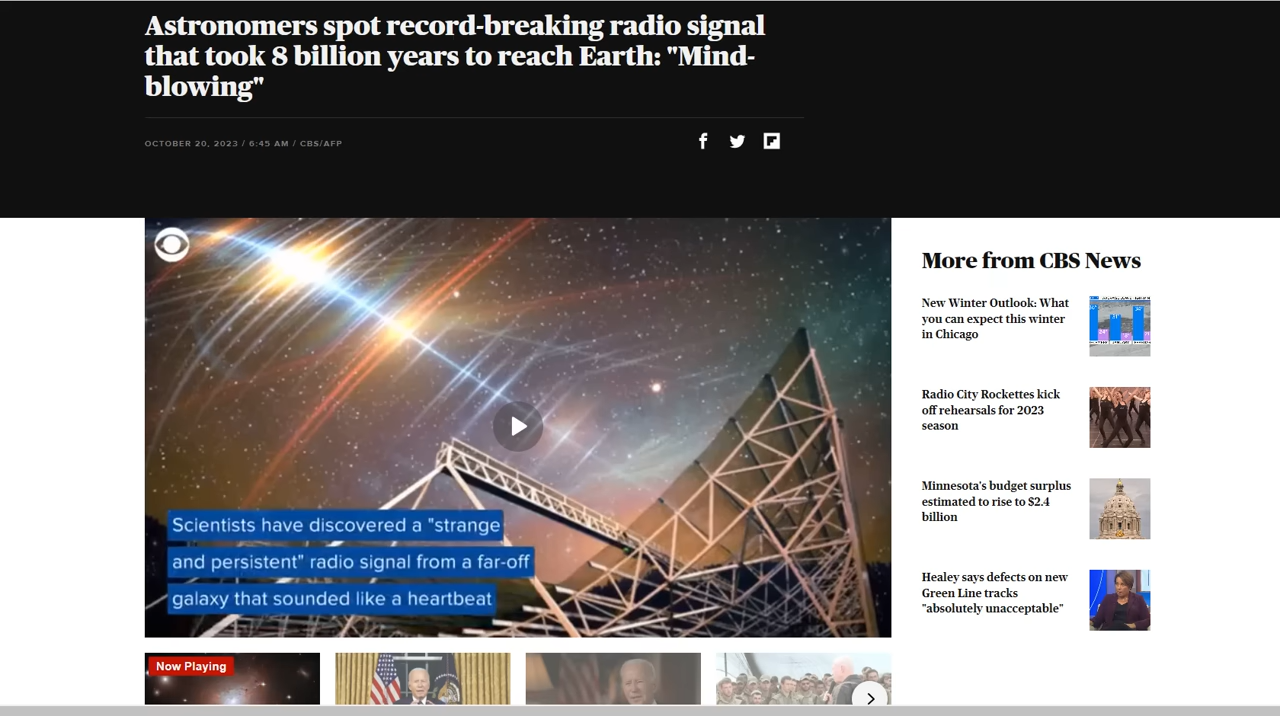 Astronomers spot record-breaking radio signal
that took 8 billion years to reach Earth: "Mind-
blowing"
OCTOBER 20, 2023 / 6:45 AM / CBS/AFP
Scientists have discovered a "strange
and persistent" radio signal from a far-off
galaxy that sounded like a heartbeat
Now Playing
More from CBS News
New Winter Outlook: What
you can expect this winter
in Chicago
Radio City Rockettes kick
off rehearsals for 2023
season
Minnesota's budget surplus
estimated to rise to $2.4
billion
Healey says defects on new
Green Line tracks
"absolutely unacceptable"